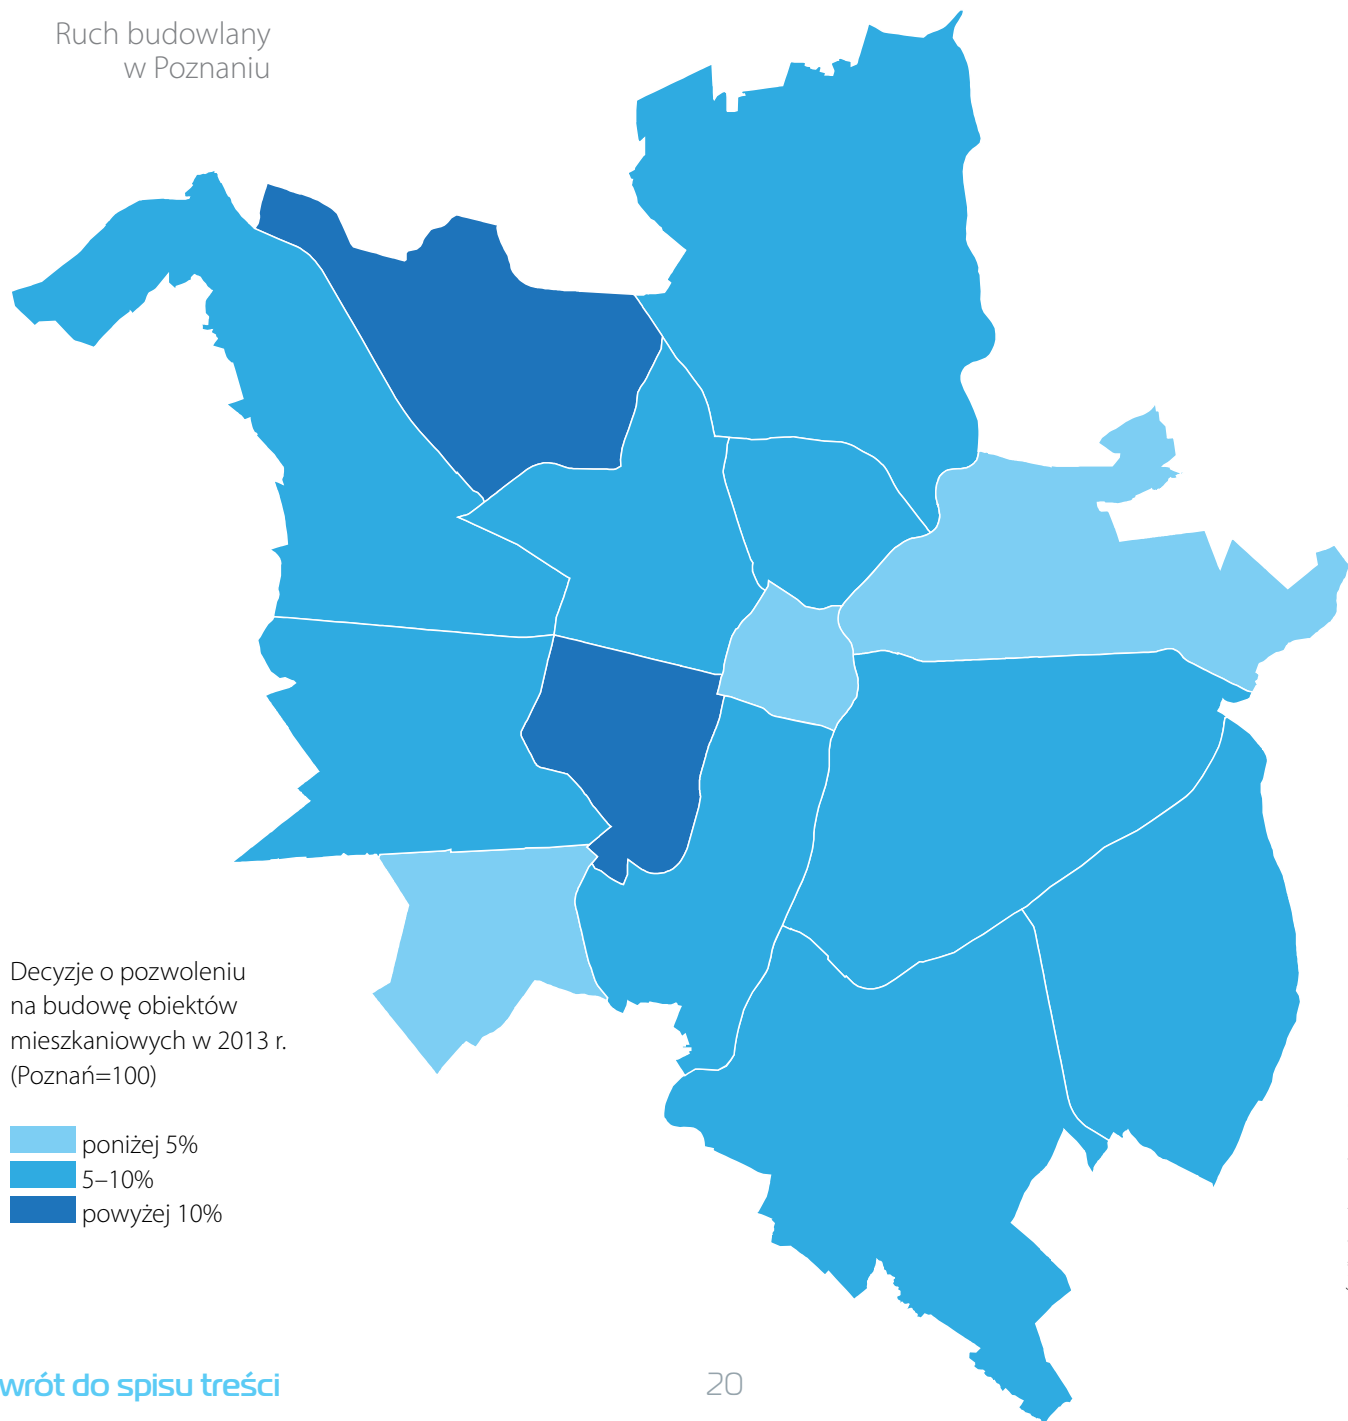 Ruch budowlany
w Poznaniu
Decyzje o pozwoleniu
na budowę obiektów
mieszkaniowych w 2013 r.
(Poznań=100)
poniżej 5%
5–10%
powyżej 10%
wrót do spisu treści
20